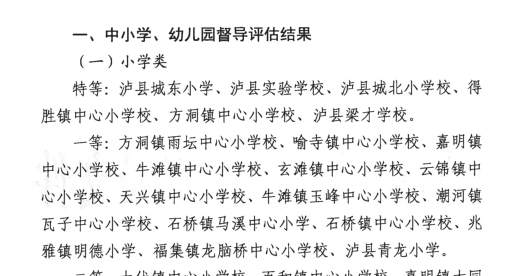 一、中小学、幼儿园督导评估结果
（一）小学类
特等：泸县城东小学、泸县实验学校、泸县城北小学校、得
胜镇中心小学校、方洞镇中心小学校、泸县梁才学校。
一等：方洞镇雨坛中心小学校、喻寺镇中心小学校、嘉明镇
中心小学校、牛滩镇中心小学校、玄滩镇中心小学校、云锦镇中
心小学校、天兴镇中心小学校、牛滩镇玉峰中心小学校、潮河镇
瓦子中心小学校、石桥镇马溪中心小学、石桥镇中心小学校、兆
雅镇明德小学、福集镇龙脑桥中心小学校、泸县青龙小学。